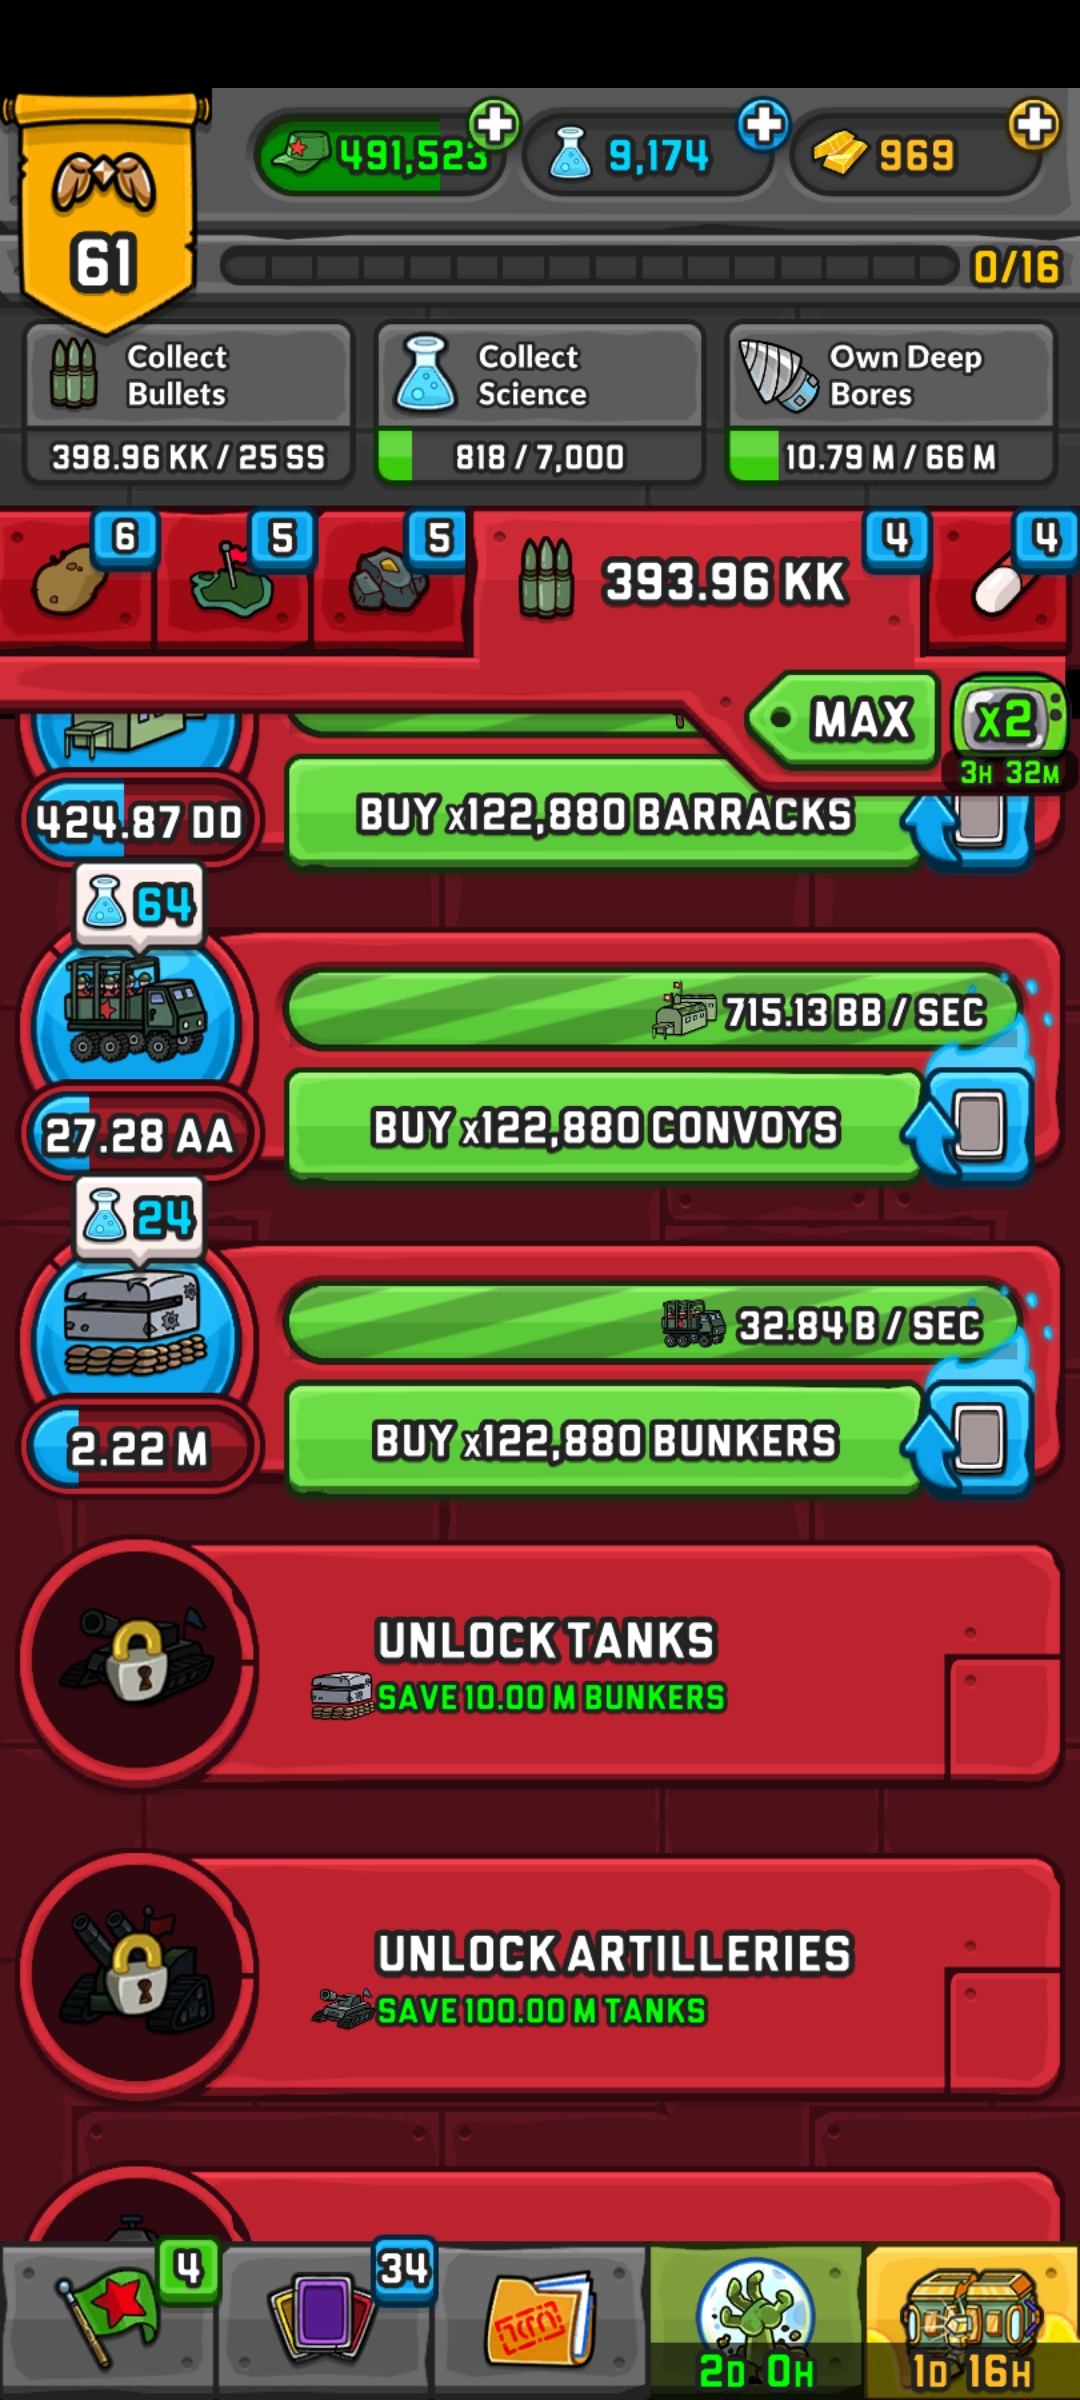 491,523
9,174
969
61
0/16
Collect
Bullets
398.96 KK / 25 SS
Collect
Science
818 / 7,000
Own Deep
Bores
10.79 M / 66 M
6
5
5
393.96 KK
4
4
MAX
x2
3H 32M
424.87 DD
BUY x122,880 BARRACKS
64
715.13 BB / SEC
27.28 AA
BUY x122,880 CONVOYS
24
32.84 B / SEC
2.22 M
BUY x122,880 BUNKERS
UNLOCK TANKS
SAVE 10.00 M BUNKERS
UNLOCK ARTILLERIES
SAVE 100.00 M TANKS
4
34
2D 0H
1D 16H